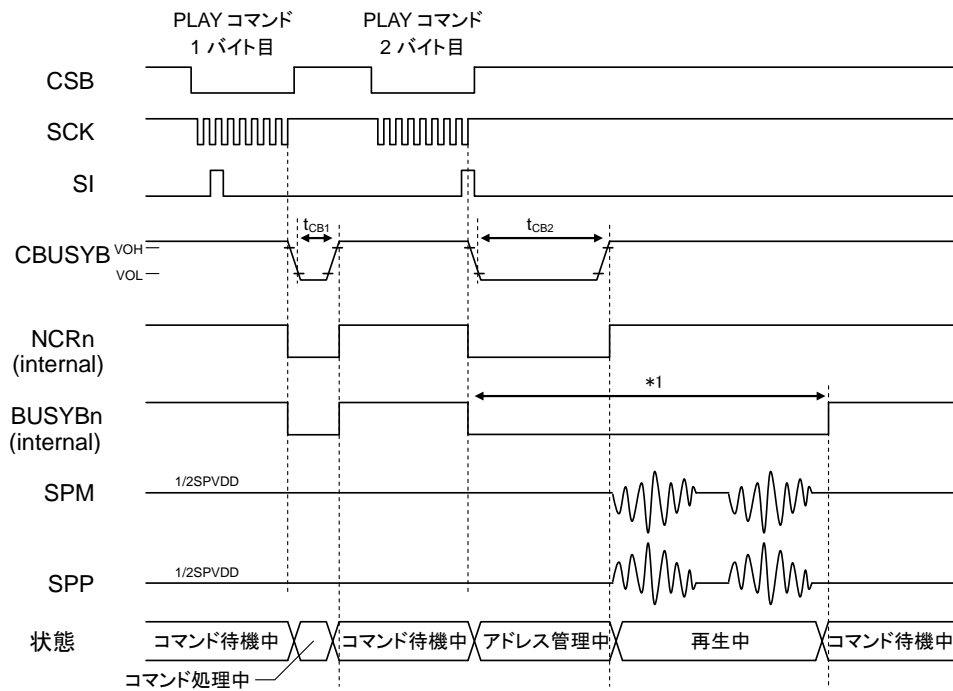 PLAY コマンド
1 バイト目
PLAY コマンド
2 バイト目
CSB
SCK
SI
tCB1
tCB2
CBUSYB
VOH
VOL
NCRn
(internal)
*1
BUSYBn
(internal)
SPM
1/2SPVDD
SPP
1/2SPVDD
状態
コマンド待機中
コマンド待機中
アドレス管理中
再生中
コマンド待機中
コマンド処理中